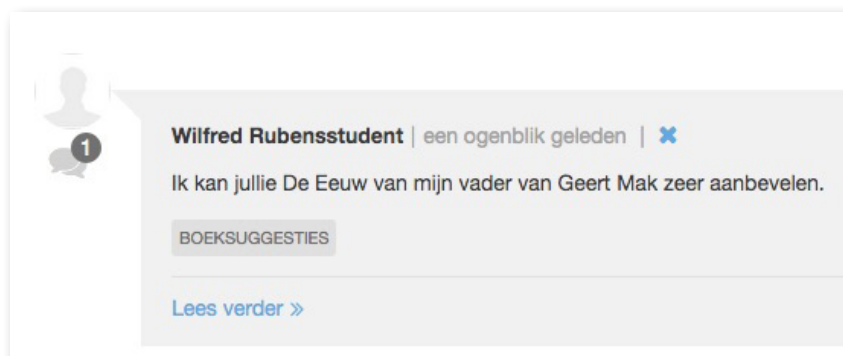 1
Wilfred Rubensstudent | een ogenblik geleden | ✖
Ik kan jullie De Eeuw van mijn vader van Geert Mak zeer aanbevelen.
BOEKSUGGESTIES
Lees verder »